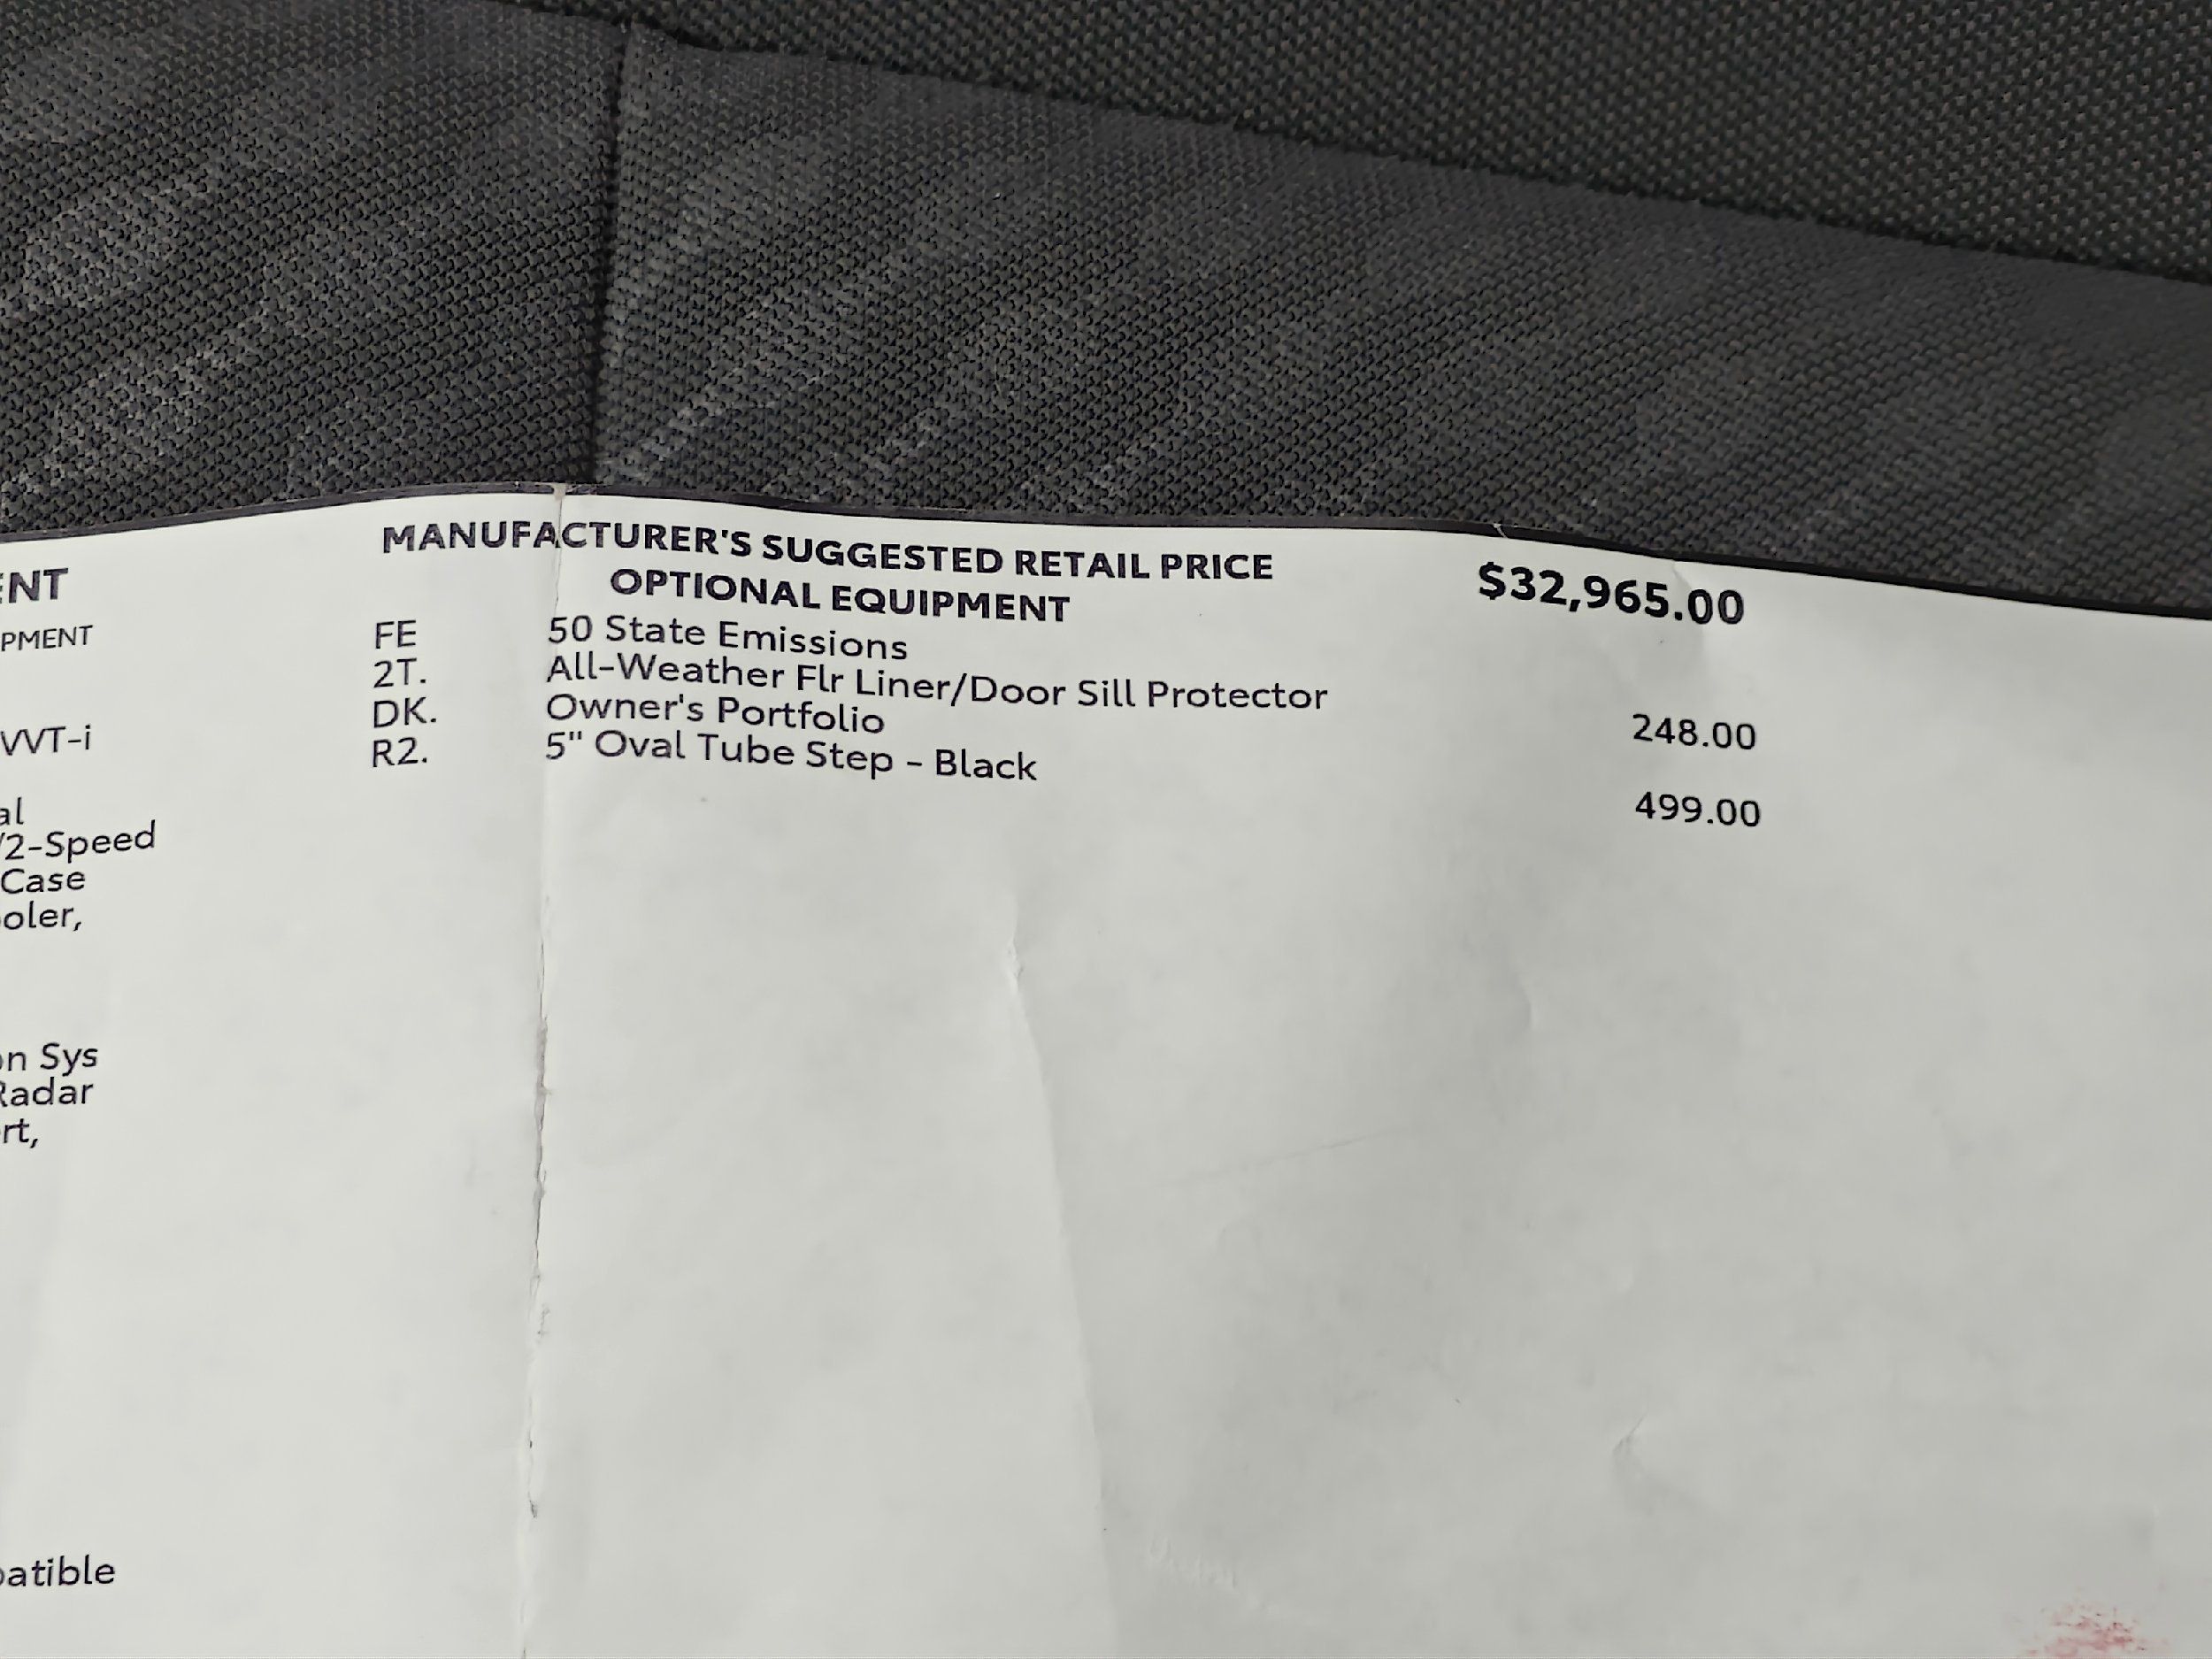 MANUFACTURER'S SUGGESTED RETAIL PRICE $32,965.00
OPTIONAL EQUIPMENT
FE 50 State Emissions
2T. All-Weather Flr Liner/Door Sill Protector 248.00
DK. Owner's Portfolio
R2. 5" Oval Tube Step - Black 499.00
ENT
PMENT
VVT-i
al
/2-Speed
Case
ooler,
on Sys
Radar
rt,
patible